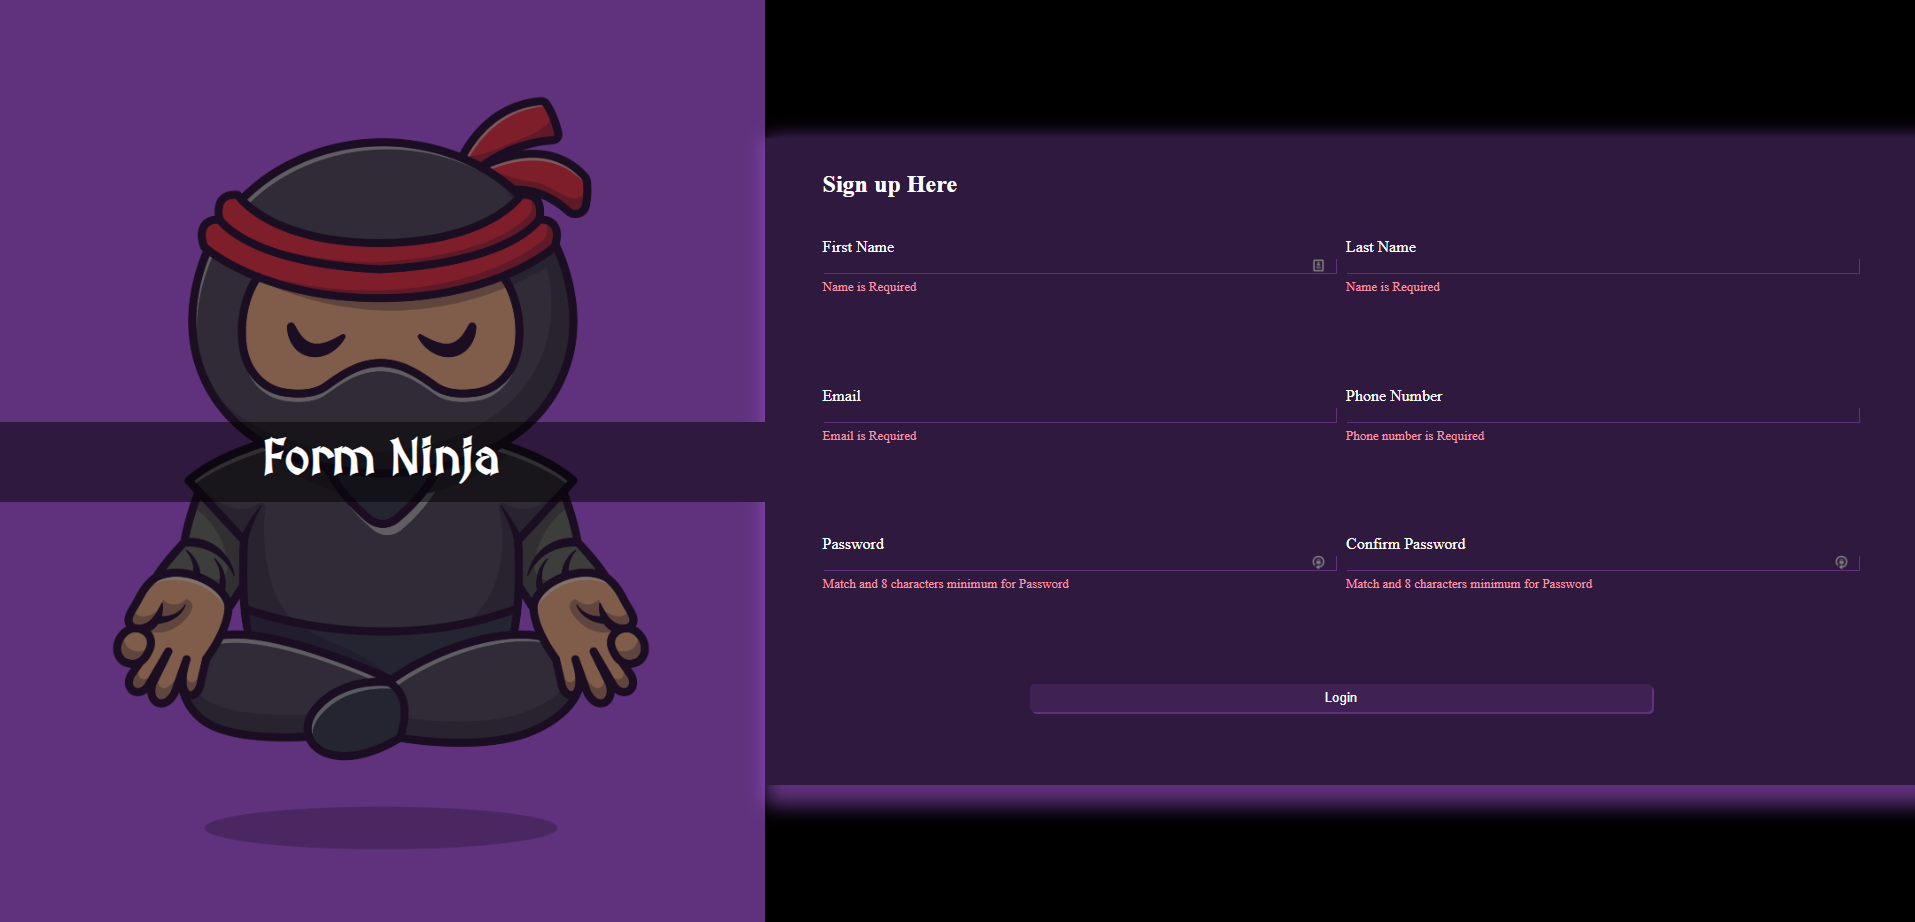 Form Ninja
Sign up Here
First Name
Last Name
Name is Required
Name is Required
Email
Phone Number
Email is Required
Phone number is Required
Password
Confirm Password
Match and 8 characters minimum for Password
Match and 8 characters minimum for Password
Login